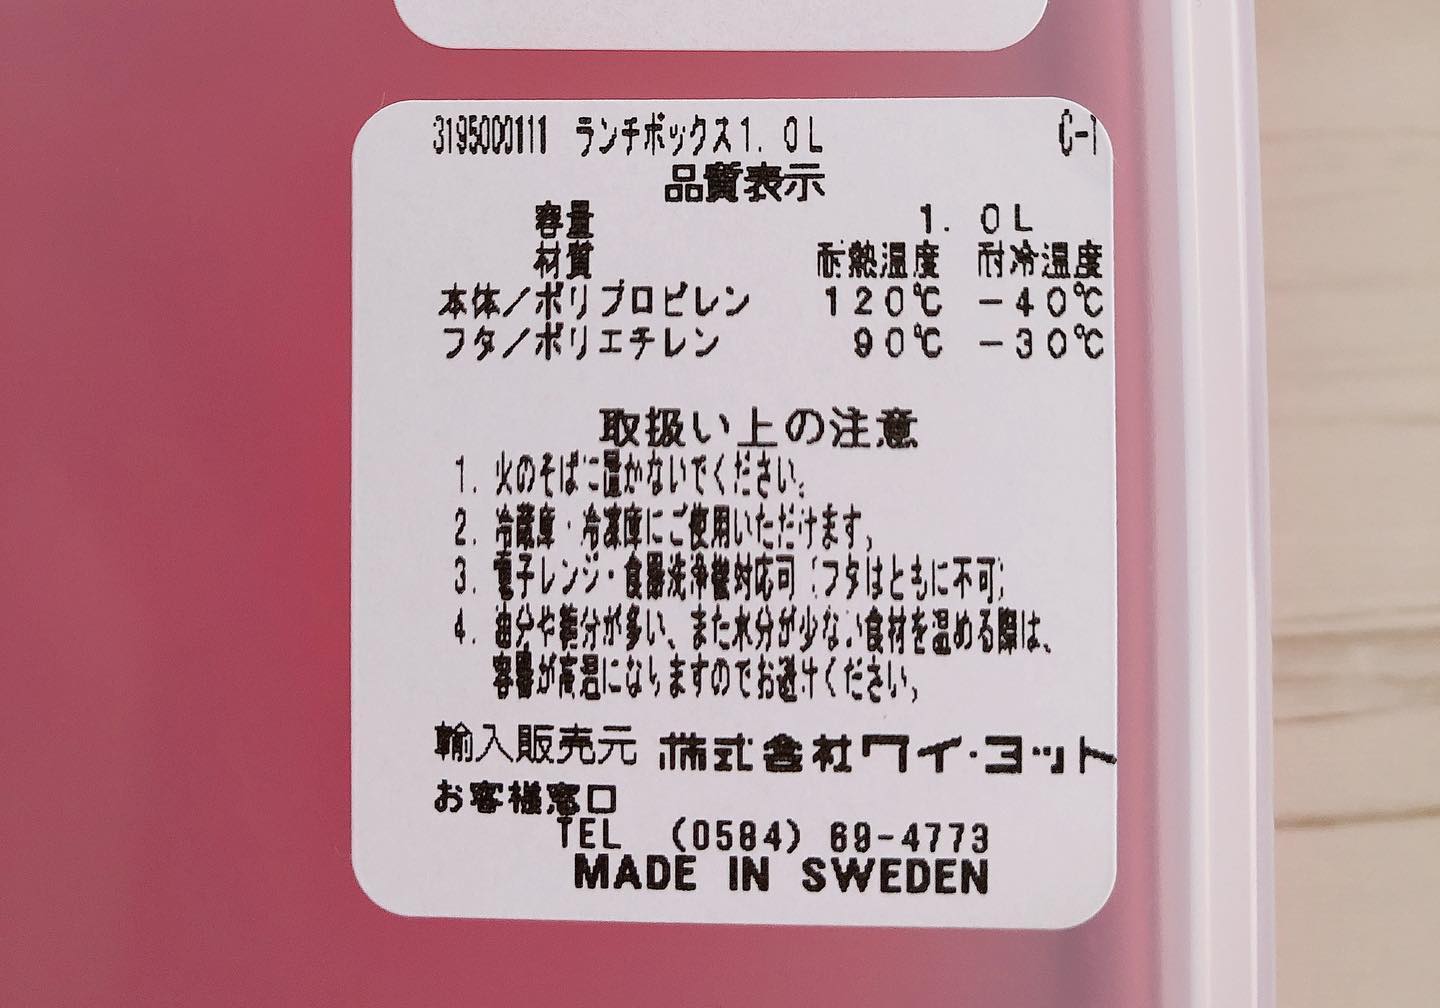 3195000111 ランチボックス1.0L C-1
品質表示
容量 1.0L
材質 耐熱温度 耐冷温度
本体/ポリプロピレン 120℃ -40℃
フタ/ポリエチレン 90℃ -30℃
取扱い上の注意
1. 火のそばに置かないでください。
2. 冷蔵庫・冷凍庫にご使用いただけます。
3. 電子レンジ・食器洗浄機対応可(フタはともに不可)
4. 油分や糖分が多い、また水分が少ない食材を温める際は、
容器が高温になりますのでお避けください。
輸入販売元 株式会社ワイ・ヨット
お客様窓口
TEL (0584) 69-4773
MADE IN SWEDEN